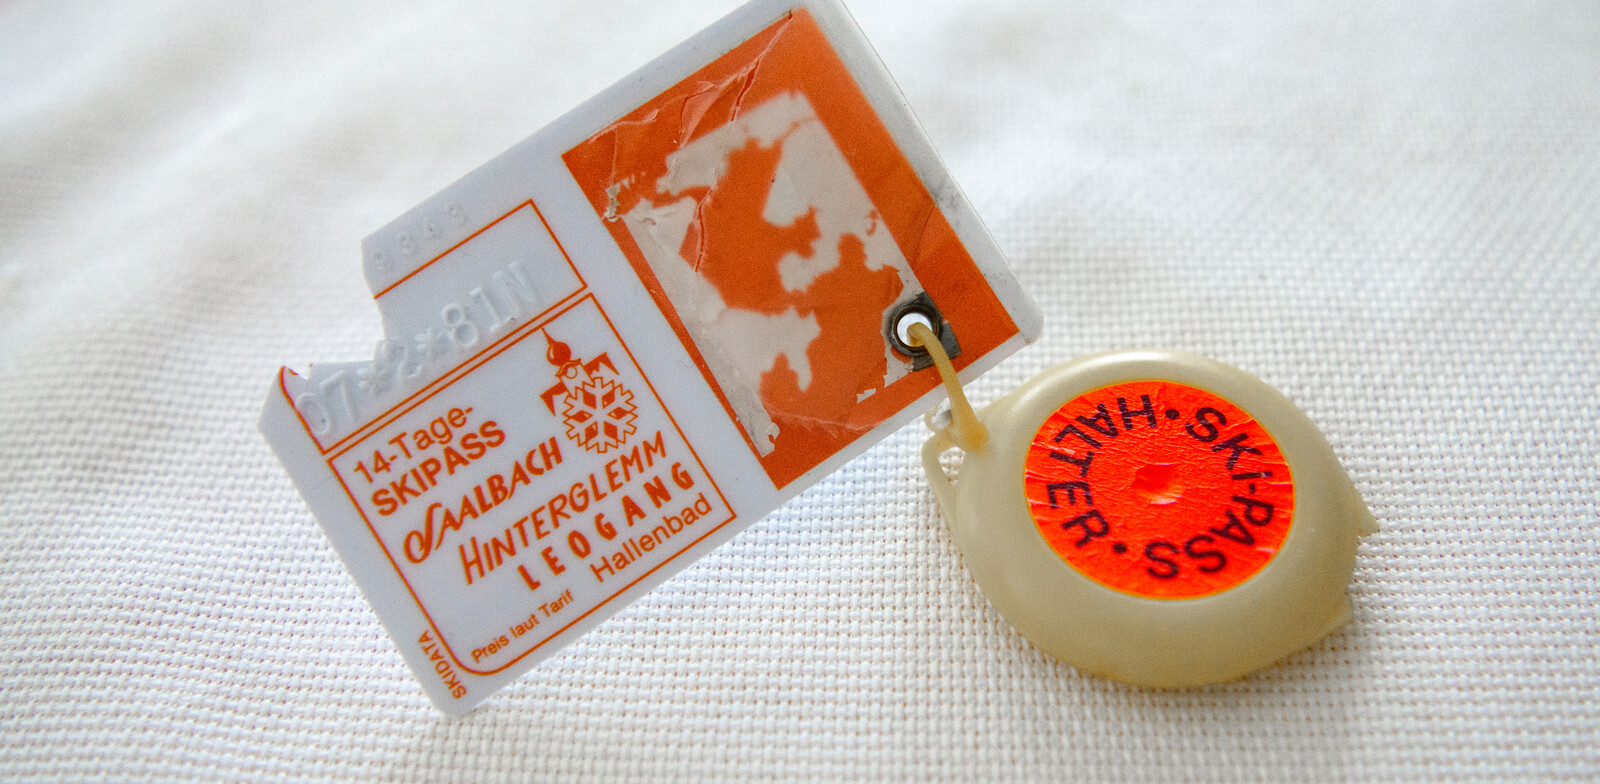 07*2*81N
14-Tage-
SKIPASS
SAALBACH
HINTERGLEMM
LEOGANG
Hallenbad
Preis laut Tarif
SKIDATA
SKi-PASS • HALTER •